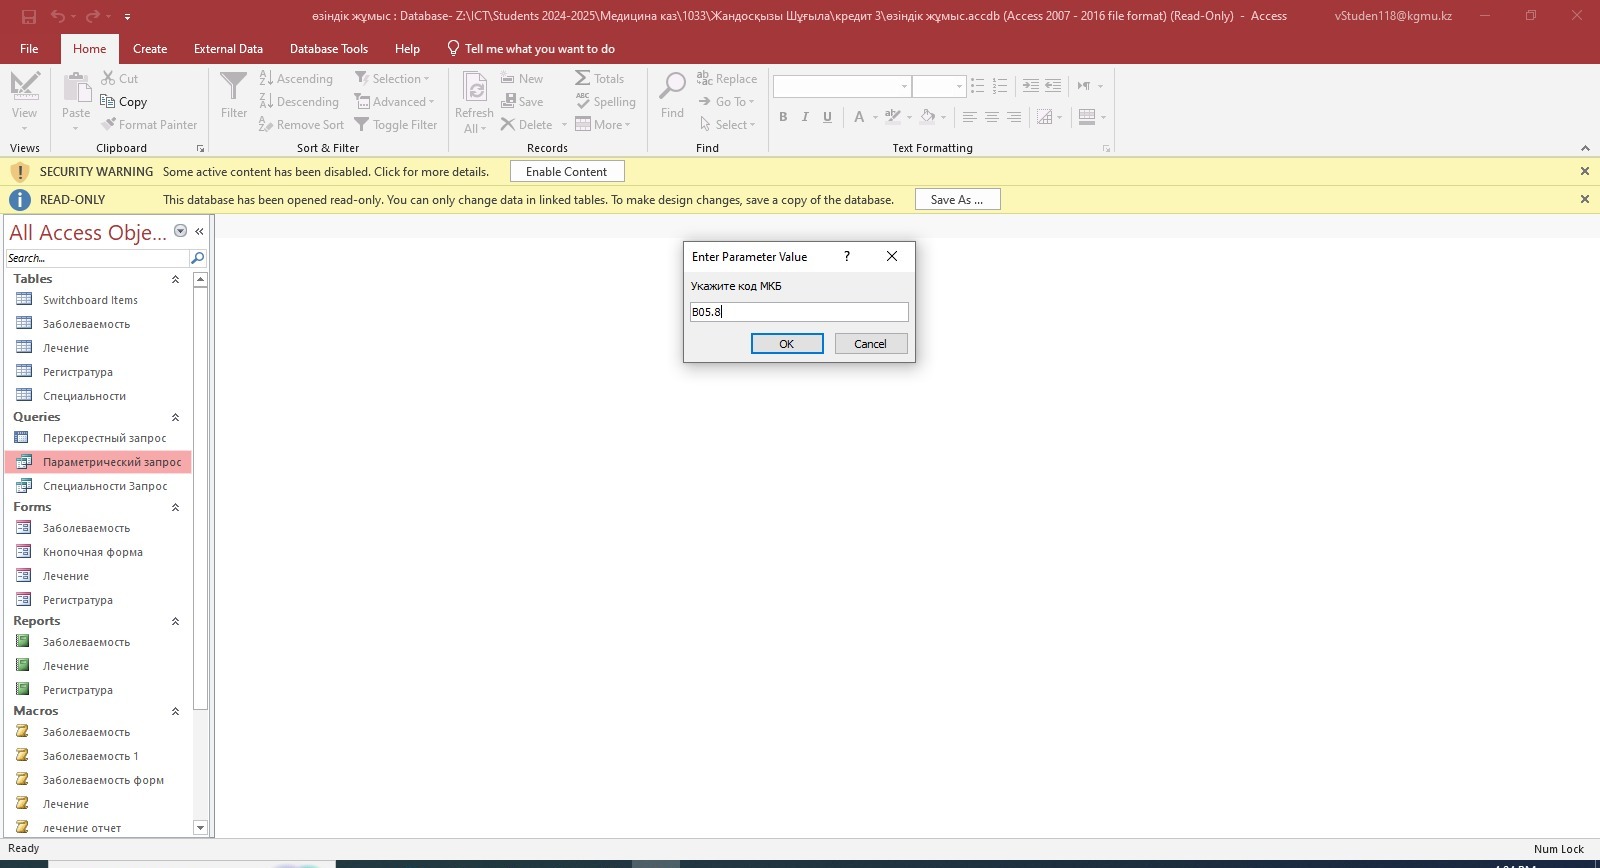 өзіндік жұмыс : Database- Z:\ICT\Students 2024-2025\Медицина каз\1033\Жандосқызы Шұғыла\кредит 3\өзіндік жұмыс.accdb (Access 2007 - 2016 file format) (Read-Only) - Access
vStuden118@kgmu.kz
File Home Create External Data Database Tools Help Tell me what you want to do
View
Views
Paste
Cut
Copy
Format Painter
Clipboard
Filter
Ascending
Descending
Remove Sort
Selection
Advanced
Toggle Filter
Sort & Filter
Refresh All
New
Save
Delete
Totals
Spelling
More
Records
Find
Replace
Go To
Select
Find
B I U A
Text Formatting
SECURITY WARNING Some active content has been disabled. Click for more details. Enable Content
READ-ONLY This database has been opened read-only. You can only change data in linked tables. To make design changes, save a copy of the database. Save As ...
All Access Obje...
Search...
Tables
Switchboard Items
Заболеваемость
Лечение
Регистратура
Специальности
Queries
Перексрестный запрос
Параметрический запрос
Специальности Запрос
Forms
Заболеваемость
Кнопочная форма
Лечение
Регистратура
Reports
Заболеваемость
Лечение
Регистратура
Macros
Заболеваемость
Заболеваемость 1
Заболеваемость форм
Лечение
лечение отчет
Enter Parameter Value ?
Укажите код МКБ
B05.8
OK Cancel
Ready
Num Lock